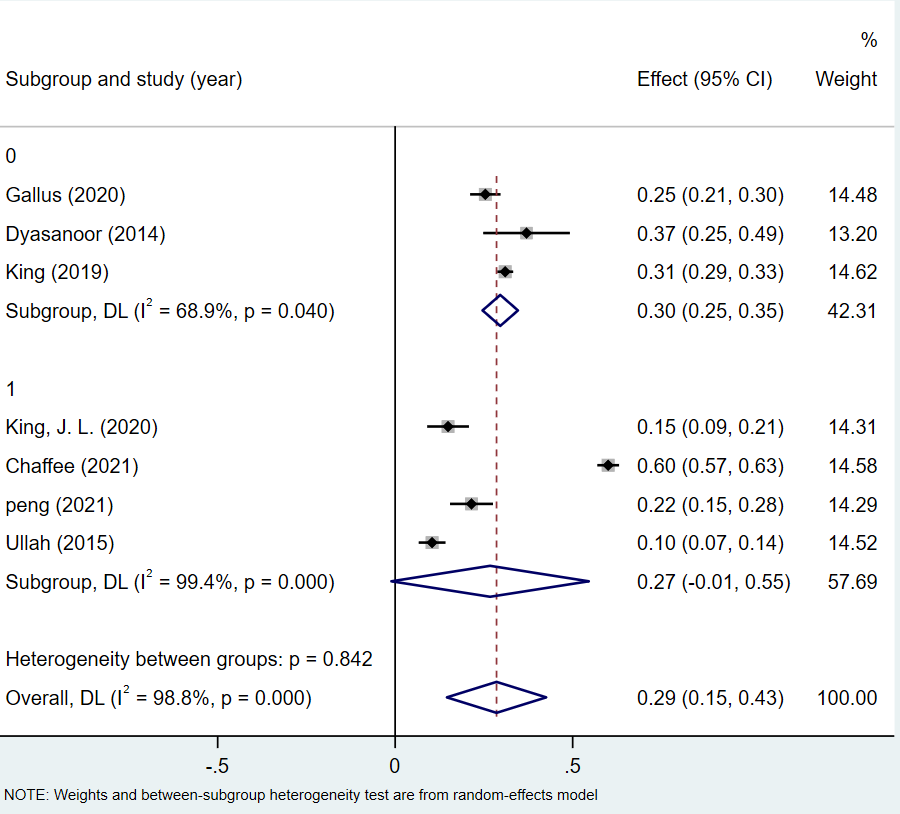 %
Subgroup and study (year) Effect (95% CI) Weight
0
Gallus (2020) 0.25 (0.21, 0.30) 14.48
Dyasanoor (2014) 0.37 (0.25, 0.49) 13.20
King (2019) 0.31 (0.29, 0.33) 14.62
Subgroup, DL (I² = 68.9%, p = 0.040) 0.30 (0.25, 0.35) 42.31
1
King, J. L. (2020) 0.15 (0.09, 0.21) 14.31
Chaffee (2021) 0.60 (0.57, 0.63) 14.58
peng (2021) 0.22 (0.15, 0.28) 14.29
Ullah (2015) 0.10 (0.07, 0.14) 14.52
Subgroup, DL (I² = 99.4%, p = 0.000) 0.27 (-0.01, 0.55) 57.69
Heterogeneity between groups: p = 0.842
Overall, DL (I² = 98.8%, p = 0.000) 0.29 (0.15, 0.43) 100.00
-.5 0 .5
NOTE: Weights and between-subgroup heterogeneity test are from random-effects model